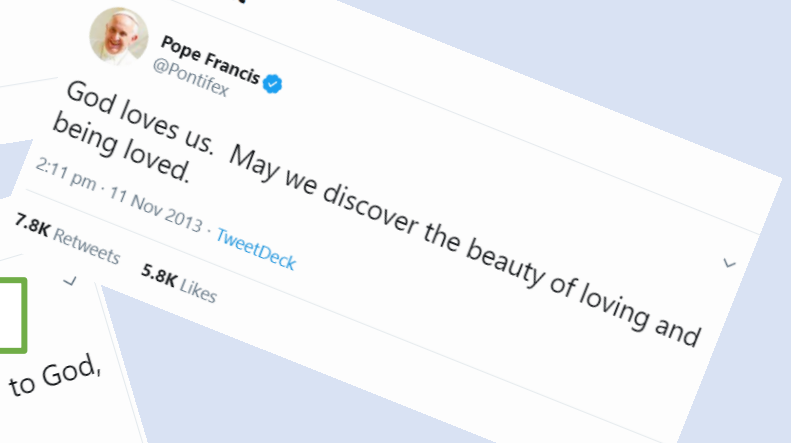 Pope Francis
@Pontifex
God loves us. May we discover the beauty of loving and
being loved.
2:11 pm · 11 Nov 2013 · TweetDeck
7.8K Retweets 5.8K Likes
to God,